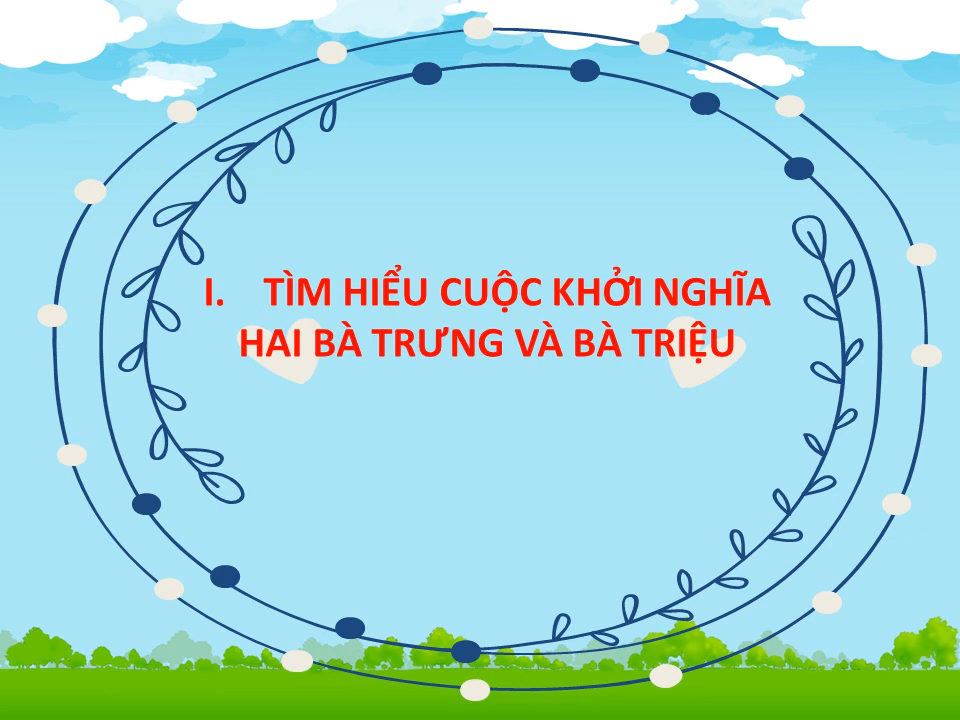 I. TÌM HIỂU CUỘC KHỞI NGHĨA
HAI BÀ TRƯNG VÀ BÀ TRIỆU